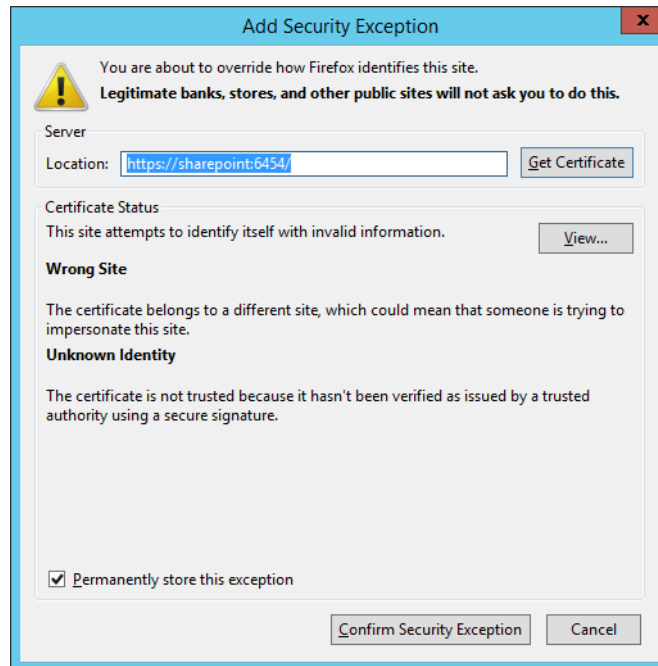 Add Security Exception
x
You are about to override how Firefox identifies this site.
Legitimate banks, stores, and other public sites will not ask you to do this.
Server
Location: https://sharepoint:6454/ Get Certificate
Certificate Status
This site attempts to identify itself with invalid information. View...
Wrong Site
The certificate belongs to a different site, which could mean that someone is trying to
impersonate this site.
Unknown Identity
The certificate is not trusted because it hasn't been verified as issued by a trusted
authority using a secure signature.
Permanently store this exception
Confirm Security Exception Cancel